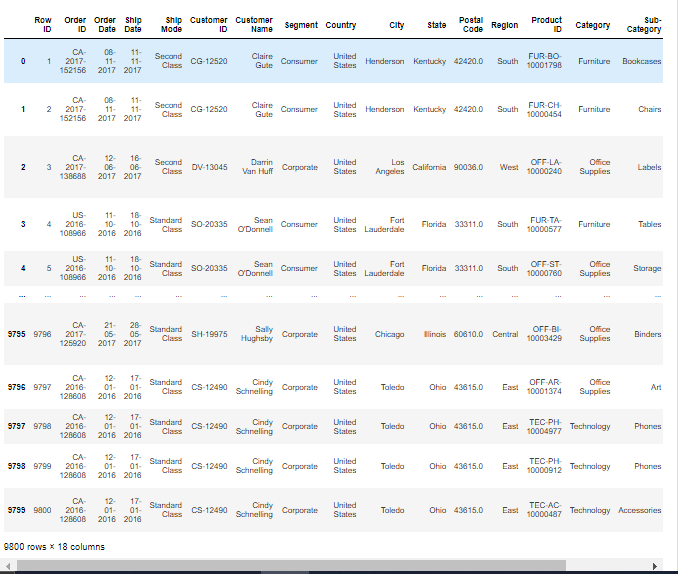 Row ID Order ID Order Date Ship Date Ship Mode Customer ID Customer Name Segment Country City State Postal Code Region Product ID Category Sub-Category
0 1 CA-2017-152156 08-11-2017 11-11-2017 Second Class CG-12520 Claire Gute Consumer United States Henderson Kentucky 42420.0 South FUR-BO-10001798 Furniture Bookcases
1 2 CA-2017-152156 08-11-2017 11-11-2017 Second Class CG-12520 Claire Gute Consumer United States Henderson Kentucky 42420.0 South FUR-CH-10000454 Furniture Chairs
2 3 CA-2017-138688 12-06-2017 16-06-2017 Second Class DV-13045 Darrin Van Huff Corporate United States Los Angeles California 90036.0 West OFF-LA-10000240 Office Supplies Labels
3 4 US-2016-108966 11-10-2016 18-10-2016 Standard Class SO-20335 Sean O'Donnell Consumer United States Fort Lauderdale Florida 33311.0 South FUR-TA-10000577 Furniture Tables
4 5 US-2016-108966 11-10-2016 18-10-2016 Standard Class SO-20335 Sean O'Donnell Consumer United States Fort Lauderdale Florida 33311.0 South OFF-ST-10000760 Office Supplies Storage
... ... ... ... ... ... ... ... ... ... ... ... ... ... ... ... ...
9795 9796 CA-2017-125920 21-05-2017 28-05-2017 Standard Class SH-19975 Sally Hughsby Corporate United States Chicago Illinois 60610.0 Central OFF-BI-10003429 Office Supplies Binders
9796 9797 CA-2016-128608 12-01-2016 17-01-2016 Standard Class CS-12490 Cindy Schnelling Corporate United States Toledo Ohio 43615.0 East OFF-AR-10001374 Office Supplies Art
9797 9798 CA-2016-128608 12-01-2016 17-01-2016 Standard Class CS-12490 Cindy Schnelling Corporate United States Toledo Ohio 43615.0 East TEC-PH-10004977 Technology Phones
9798 9799 CA-2016-128608 12-01-2016 17-01-2016 Standard Class CS-12490 Cindy Schnelling Corporate United States Toledo Ohio 43615.0 East TEC-PH-10000912 Technology Phones
9799 9800 CA-2016-128608 12-01-2016 17-01-2016 Standard Class CS-12490 Cindy Schnelling Corporate United States Toledo Ohio 43615.0 East TEC-AC-10000487 Technology Accessories
9800 rows × 18 columns